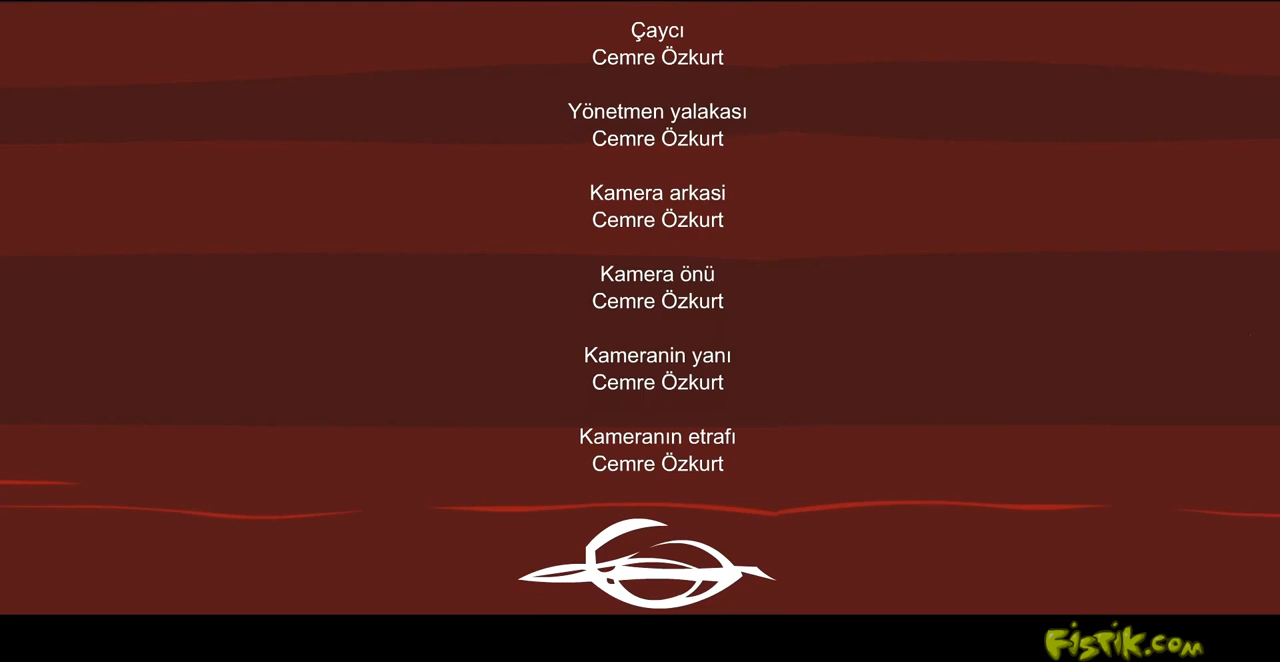 Çaycı
Cemre Özkurt
Yönetmen yalakası
Cemre Özkurt
Kamera arkasi
Cemre Özkurt
Kamera önü
Cemre Özkurt
Kameranin yanı
Cemre Özkurt
Kameranın etrafı
Cemre Özkurt
Fistik.com